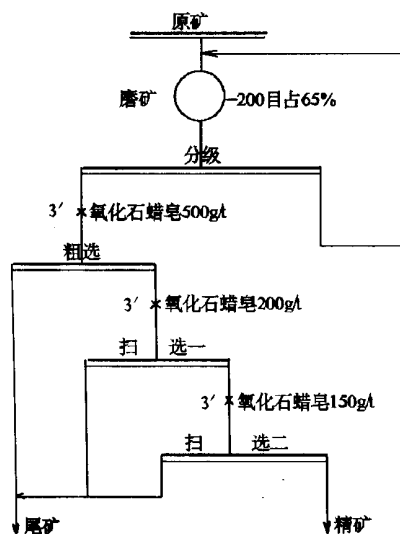 原矿
磨矿
-200目占65%
分级
3′ 氧化石蜡皂500g/t
粗选
3′ 氧化石蜡皂200g/t
扫 选一
3′ 氧化石蜡皂150g/t
扫 选二
尾矿
精矿